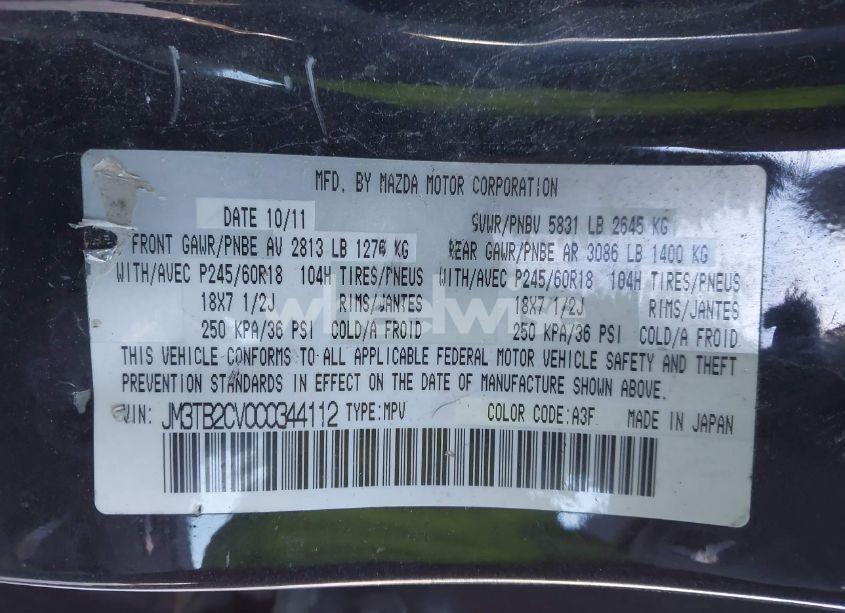 MFD. BY MAZDA MOTOR CORPORATION
DATE 10/11 GVWR/PNBV 5831 LB 2645 KG
FRONT GAWR/PNBE AV 2813 LB 1276 KG REAR GAWR/PNBE AR 3086 LB 1400 KG
WITH/AVEC P245/60R18 104H TIRES/PNEUS WITH/AVEC P245/60R18 104H TIRES/PNEUS
18X7 1/2J RIMS/JANTES 18X7 1/2J RIMS/JANTES
250 KPA/36 PSI COLD/A FROID 250 KPA/36 PSI COLD/A FROID
THIS VEHICLE CONFORMS TO ALL APPLICABLE FEDERAL MOTOR VEHICLE SAFETY AND THEFT
PREVENTION STANDARDS IN EFFECT ON THE DATE OF MANUFACTURE SHOWN ABOVE.
VIN: JM3TB2CV0C0344112 TYPE: MPV COLOR CODE: A3F MADE IN JAPAN